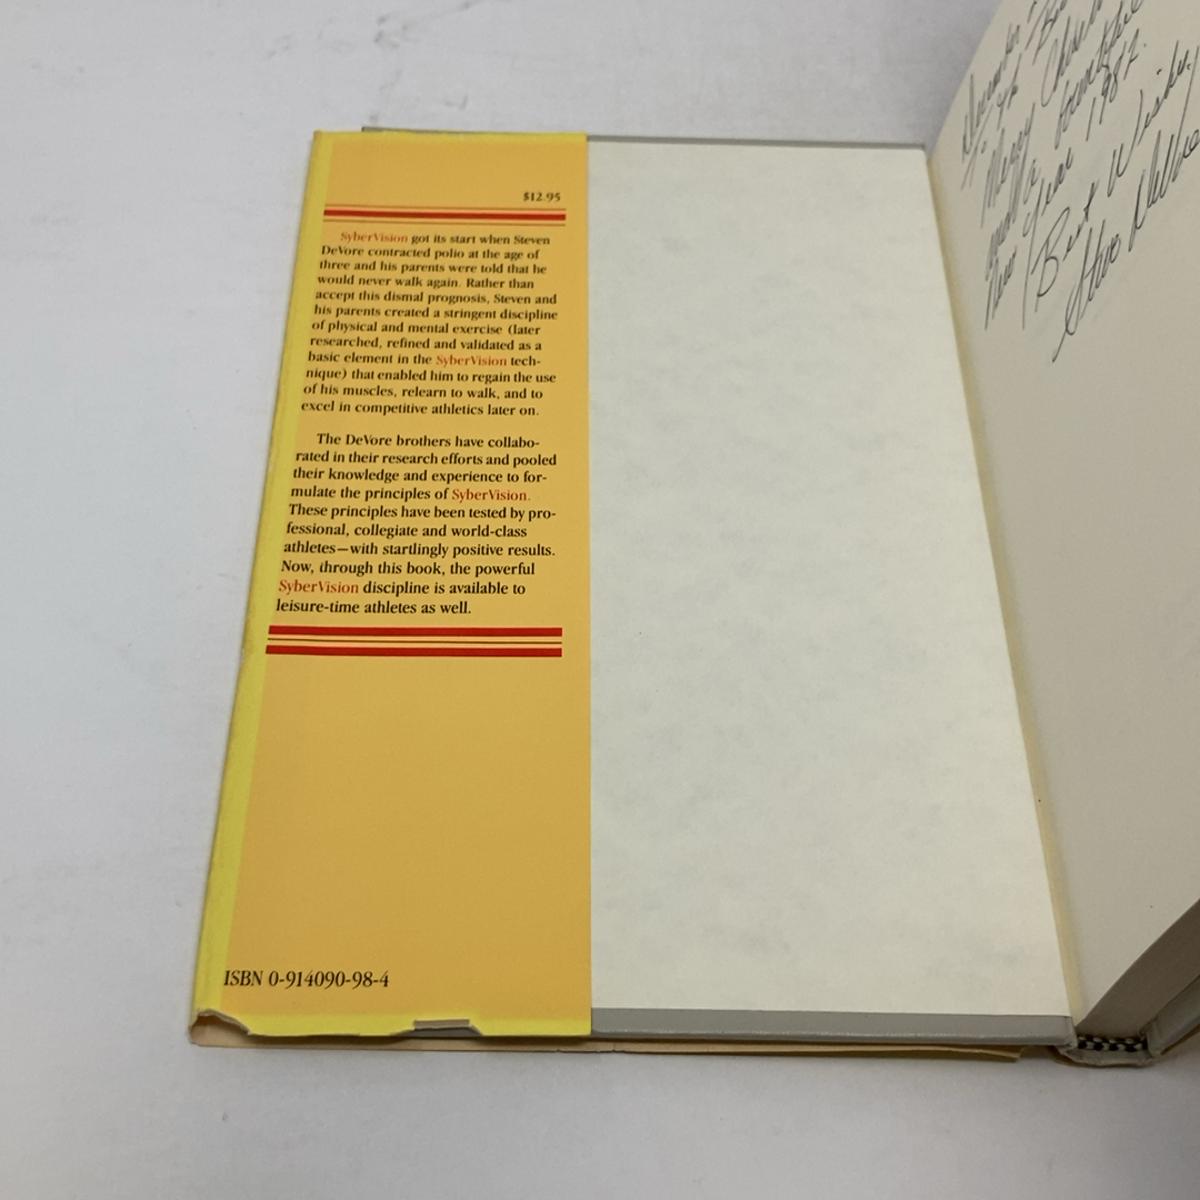 $12.95
SyberVision got its start when Steven
DeVore contracted polio at the age of
three and his parents were told that he
would never walk again. Rather than
accept this dismal prognosis, Steven and
his parents created a stringent discipline
of physical and mental exercise (later
researched, refined and validated as a
basic element in the SyberVision tech-
nique) that enabled him to regain the use
of his muscles, relearn to walk, and to
excel in competitive athletics later on.
The DeVore brothers have collabo-
rated in their research efforts and pooled
their knowledge and experience to for-
mulate the principles of SyberVision.
These principles have been tested by pro-
fessional, collegiate and world-class
athletes—with startlingly positive results.
Now, through this book, the powerful
SyberVision discipline is available to
leisure-time athletes as well.
ISBN 0-914090-98-4
December
To
Merry
New Year 1982.
Best Wishes,
Steve